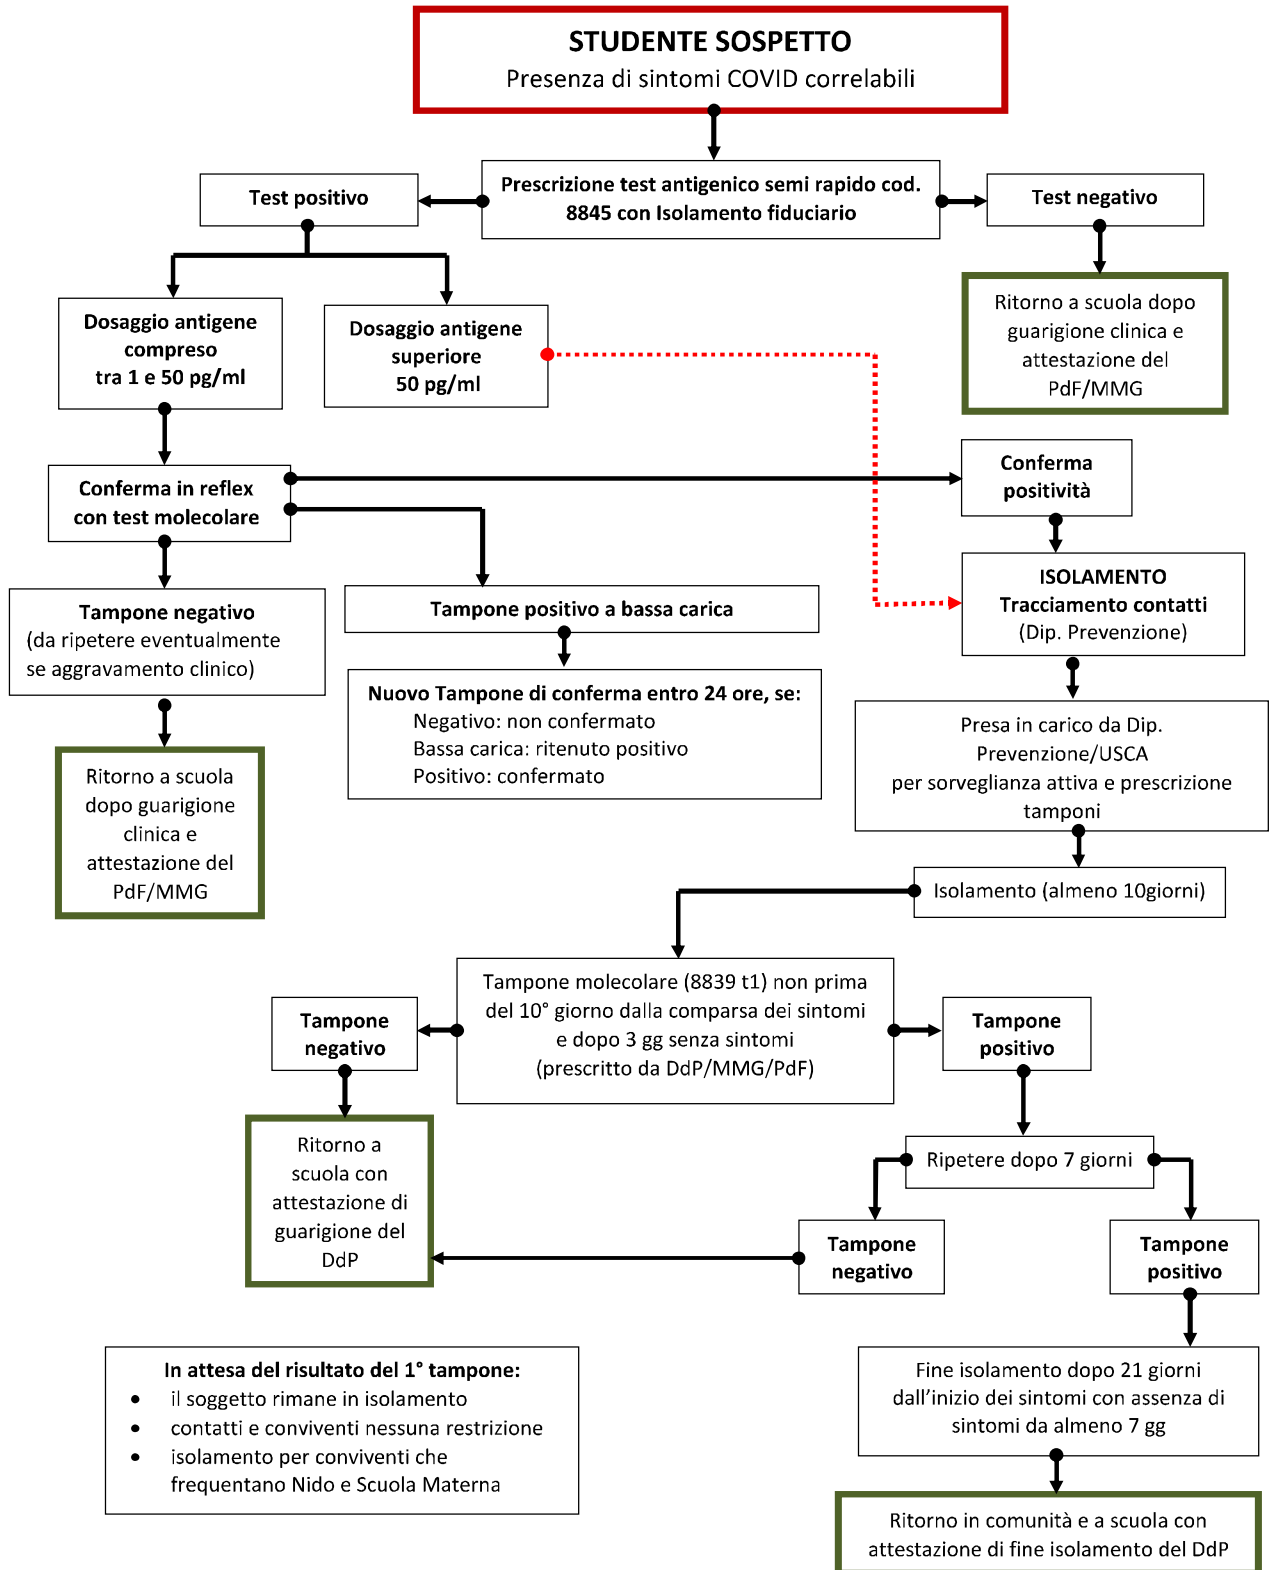 STUDENTE SOSPETTO
Presenza di sintomi COVID correlabili
Test positivo
Prescrizione test antigenico semi rapido cod.
8845 con Isolamento fiduciario
Test negativo
Dosaggio antigene
compreso
tra 1 e 50 pg/ml
Dosaggio antigene
superiore
50 pg/ml
Ritorno a scuola dopo
guarigione clinica e
attestazione del
PdF/MMG
Conferma in reflex
con test molecolare
Conferma
positività
Tampone negativo
(da ripetere eventualmente
se aggravamento clinico)
Tampone positivo a bassa carica
ISOLAMENTO
Tracciamento contatti
(Dip. Prevenzione)
Nuovo Tampone di conferma entro 24 ore, se:
Negativo: non confermato
Bassa carica: ritenuto positivo
Positivo: confermato
Presa in carico da Dip.
Prevenzione/USCA
per sorveglianza attiva e prescrizione
tamponi
Ritorno a scuola
dopo guarigione
clinica e
attestazione del
PdF/MMG
Isolamento (almeno 10giorni)
Tampone molecolare (8839 t1) non prima
del 10° giorno dalla comparsa dei sintomi
e dopo 3 gg senza sintomi
(prescritto da DdP/MMG/PdF)
Tampone
negativo
Tampone
positivo
Ritorno a
scuola con
attestazione di
guarigione del
DdP
Ripetere dopo 7 giorni
Tampone
negativo
Tampone
positivo
In attesa del risultato del 1° tampone:
• il soggetto rimane in isolamento
• contatti e conviventi nessuna restrizione
• isolamento per conviventi che
frequentano Nido e Scuola Materna
Fine isolamento dopo 21 giorni
dall'inizio dei sintomi con assenza di
sintomi da almeno 7 gg
Ritorno in comunità e a scuola con
attestazione di fine isolamento del DdP